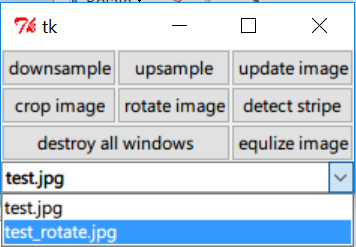 tk
downsample upsample update image
crop image rotate image detect stripe
destroy all windows equlize image
test.jpg
test.jpg
test_rotate.jpg